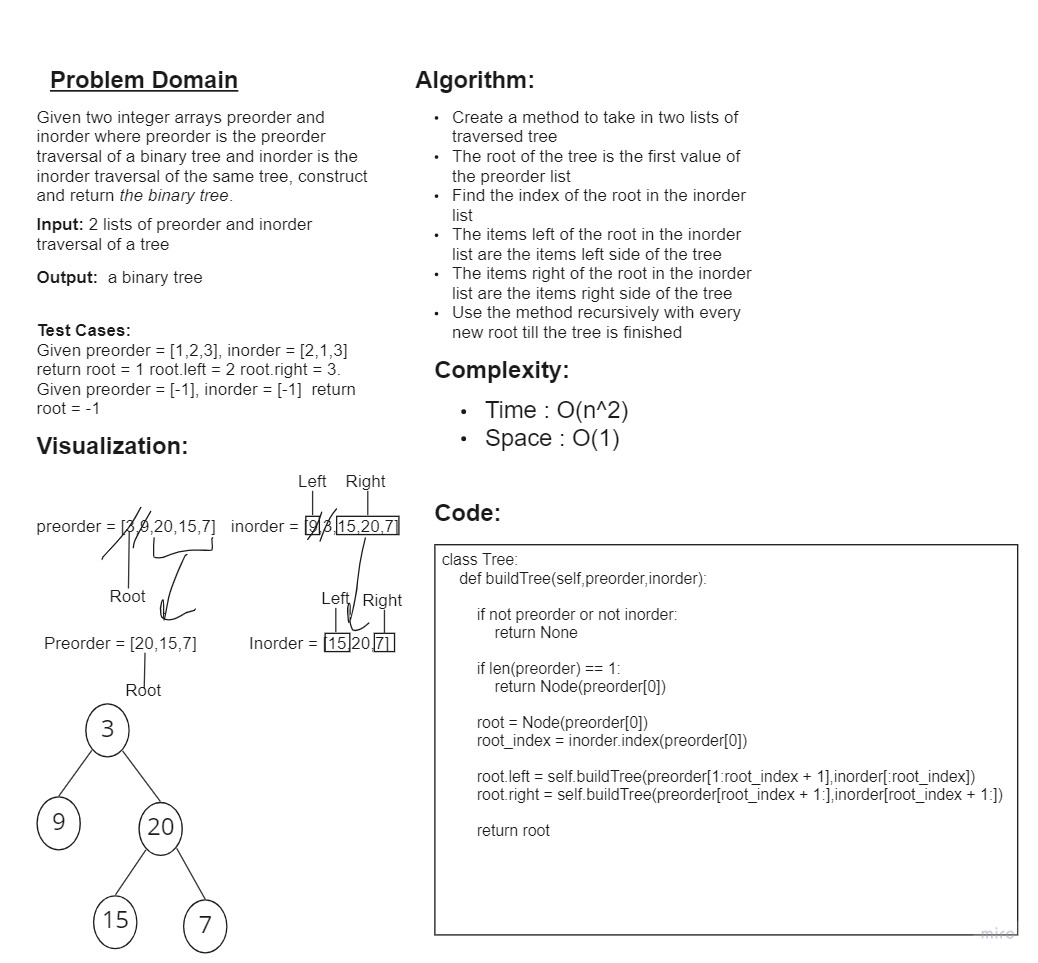 Problem Domain
Given two integer arrays preorder and
inorder where preorder is the preorder
traversal of a binary tree and inorder is the
inorder traversal of the same tree, construct
and return the binary tree.
Input: 2 lists of preorder and inorder
traversal of a tree
Output: a binary tree
Test Cases:
Given preorder = [1,2,3], inorder = [2,1,3]
return root = 1 root.left = 2 root.right = 3.
Given preorder = [-1], inorder = [-1] return
root = -1
Visualization:
Left Right
preorder = [3,9,20,15,7] inorder = [9,3,15,20,7]
Root
Left Right
Preorder = [20,15,7] Inorder = [15,20,7]
Root
3
9
20
15
7
Algorithm:
• Create a method to take in two lists of
traversed tree
• The root of the tree is the first value of
the preorder list
• Find the index of the root in the inorder
list
• The items left of the root in the inorder
list are the items left side of the tree
• The items right of the root in the inorder
list are the items right side of the tree
• Use the method recursively with every
new root till the tree is finished
Complexity:
• Time : O(n^2)
• Space : O(1)
Code:
class Tree:
def buildTree(self,preorder,inorder):
if not preorder or not inorder:
return None
if len(preorder) == 1:
return Node(preorder[0])
root = Node(preorder[0])
root_index = inorder.index(preorder[0])
root.left = self.buildTree(preorder[1:root_index + 1],inorder[:root_index])
root.right = self.buildTree(preorder[root_index + 1:],inorder[root_index + 1:])
return root
miro